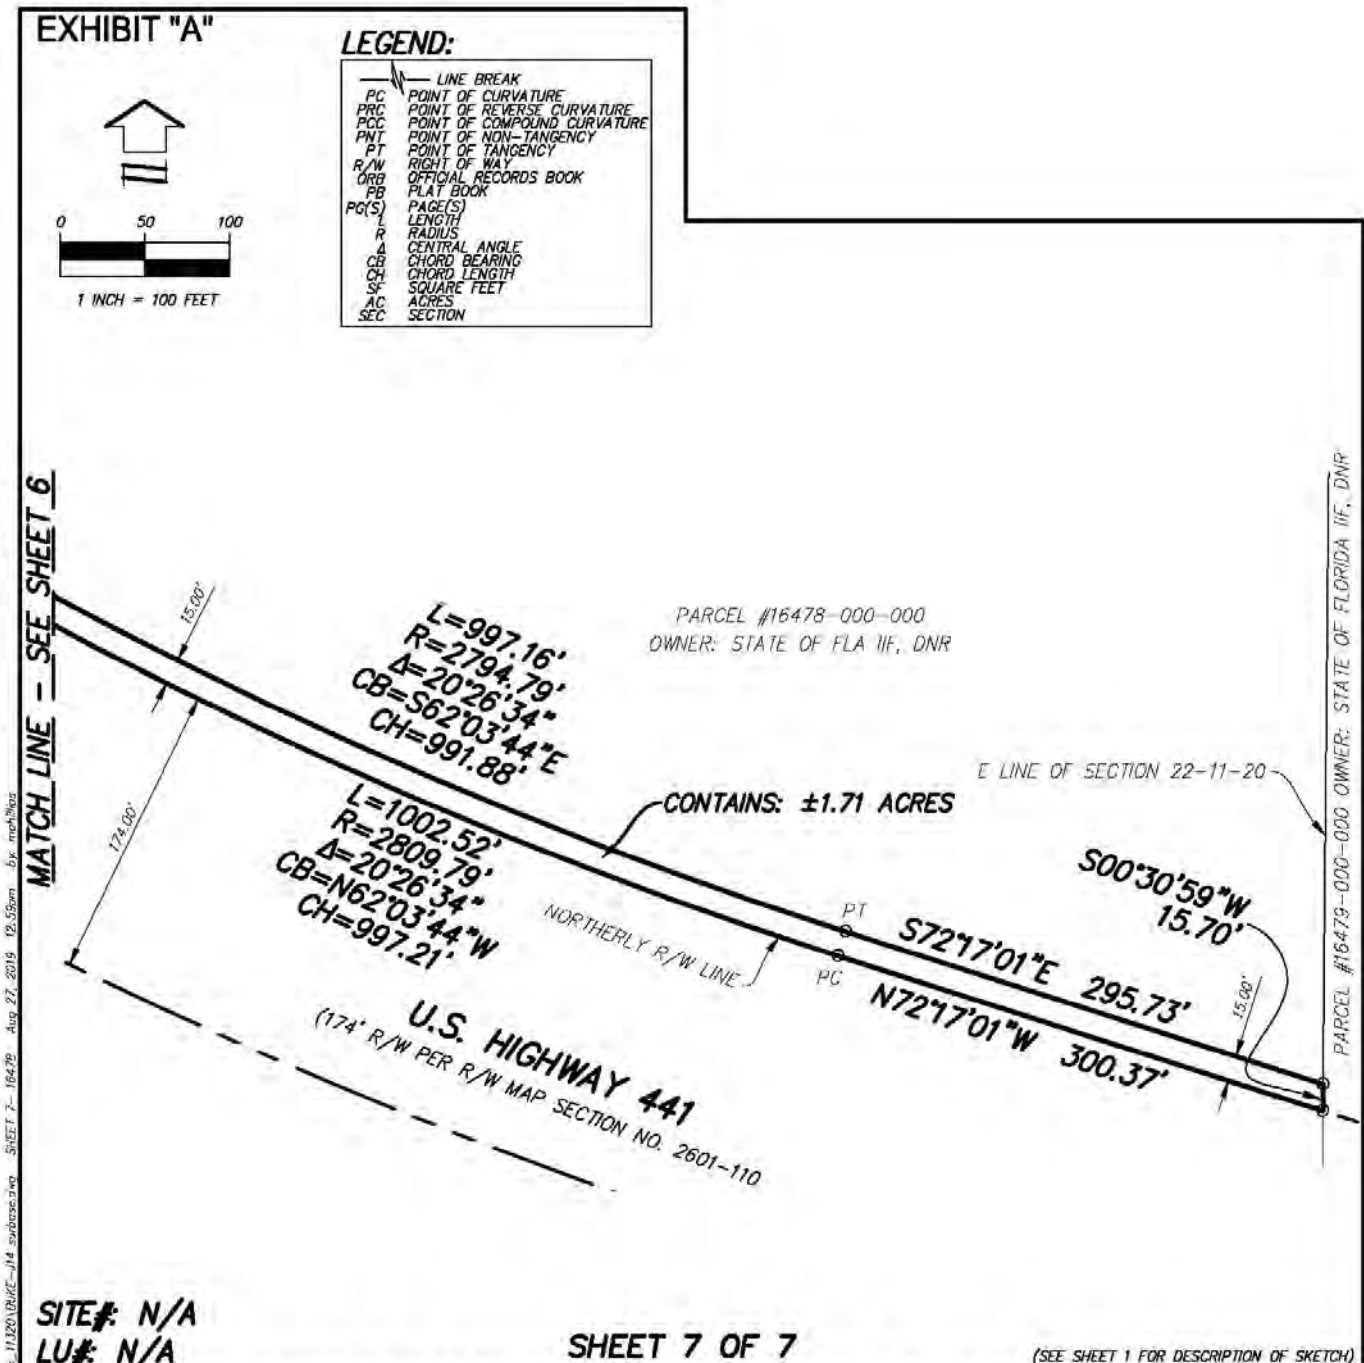 EXHIBIT "A"
LEGEND:
LINE BREAK
PC POINT OF CURVATURE
PRC POINT OF REVERSE CURVATURE
PCC POINT OF COMPOUND CURVATURE
PNT POINT OF NON-TANGENCY
PT POINT OF TANGENCY
R/W RIGHT OF WAY
ORB OFFICIAL RECORDS BOOK
PB PLAT BOOK
PG(S) PAGE(S)
L LENGTH
R RADIUS
Δ CENTRAL ANGLE
CB CHORD BEARING
CH CHORD LENGTH
SF SQUARE FEET
AC ACRES
SEC SECTION
0 50 100
1 INCH = 100 FEET
MATCH LINE - SEE SHEET 6
15.00'
174.00'
L=997.16'
R=2794.79'
Δ=20°26'34"
CB=S62°03'44"E
CH=991.88'
PARCEL #16478-000-000
OWNER: STATE OF FLA IIF, DNR
E LINE OF SECTION 22-11-20
CONTAINS: ±1.71 ACRES
L=1002.52'
R=2809.79'
Δ=20°26'34"
CB=N62°03'44"W
CH=997.21'
NORTHERLY R/W LINE
PT
PC
S72°17'01"E 295.73'
N72°17'01"W 300.37'
S00°30'59"W
15.70'
15.00'
PARCEL #16479-000-000 OWNER: STATE OF FLORIDA IIF, DNR
U.S. HIGHWAY 441
(174' R/W PER R/W MAP SECTION NO. 2601-110
SHEET 7- 16478 Aug 27, 2019 12:59pm by:
SITE#: N/A
LU#: N/A
SHEET 7 OF 7
(SEE SHEET 1 FOR DESCRIPTION OF SKETCH)